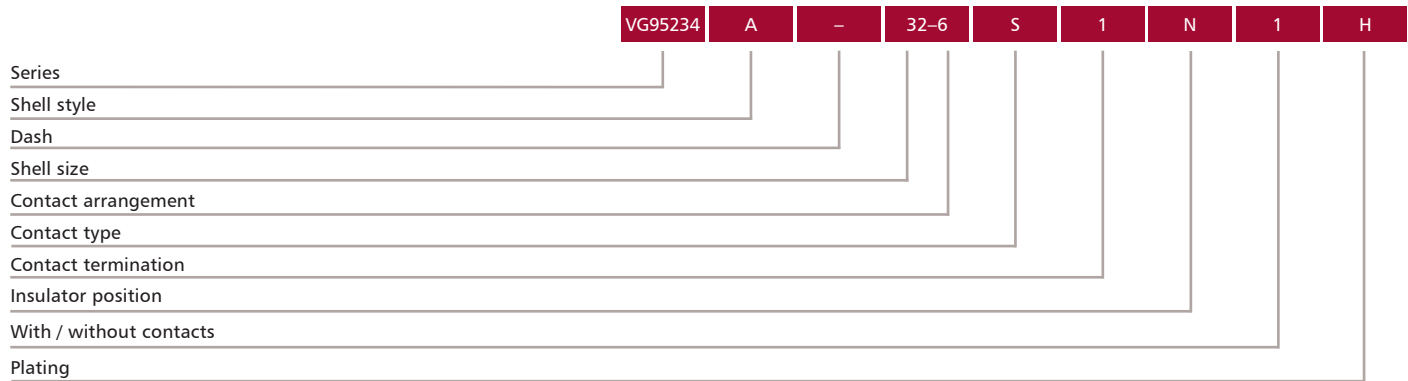 VG95234 A – 32–6 S 1 N 1 H
Series
Shell style
Dash
Shell size
Contact arrangement
Contact type
Contact termination
Insulator position
With / without contacts
Plating